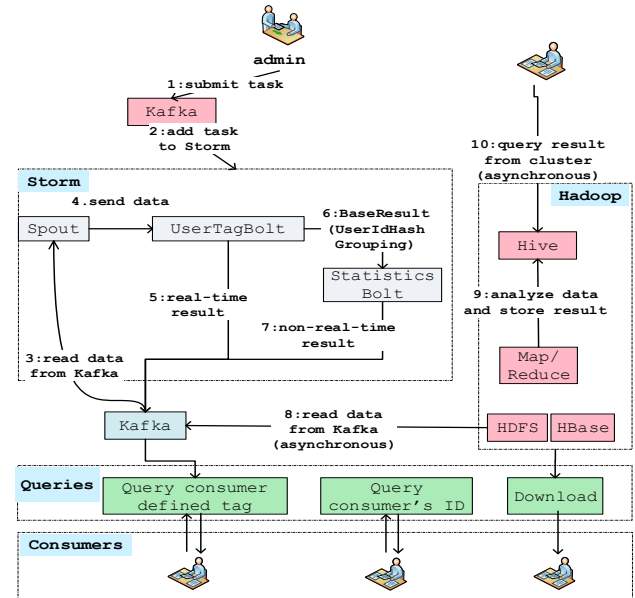 admin
1:submit task
Kafka
2:add task
to Storm
10:query result
from cluster
(asynchronous)
Storm
Hadoop
4.send data
6:BaseResult
(UserIdHash
Grouping)
Spout
UserTagBolt
Hive
Statistics
Bolt
5:real-time
result
9:analyze data
and store result
7:non-real-time
result
3:read data
from Kafka
Map/
Reduce
Kafka
8:read data
from Kafka
(asynchronous)
HDFS
HBase
Queries
Query consumer
defined tag
Query
consumer's ID
Download
Consumers